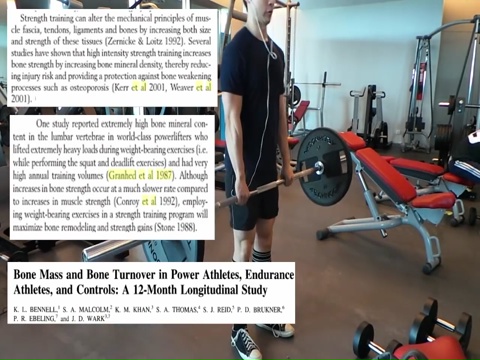 Strength training can alter the mechanical principles of mus-
cle fascia, tendons, ligaments and bones by increasing both size
and strength of these tissues (Zernicke & Loitz 1992). Several
studies have shown that high intensity strength training increases
bone strength by increasing bone mineral density, thereby reduc-
ing injury risk and providing a protection against bone weakening
processes such as osteoporosis (Kerr et al 2001, Weaver et al
2001).
One study reported extremely high bone mineral con-
tent in the lumbar vertebrae in world-class powerlifters who
lifted extremely heavy loads during weight-bearing exercises (i.e.
while performing the squat and deadlift exercises) and had very
high annual training volumes (Granhed et al 1987). Although
increases in bone strength occur at a much slower rate compared
to increases in muscle strength (Conroy et al 1992), employ-
ing weight-bearing exercises in a strength training program will
maximize bone remodeling and strength gains (Stone 1988).
Bone Mass and Bone Turnover in Power Athletes, Endurance
Athletes, and Controls: A 12-Month Longitudinal Study
K. L. BENNELL,¹ S. A. MALCOLM,² K. M. KHAN,³ S. A. THOMAS,⁴ S. J. REID,⁵ P. D. BRUKNER,⁶
P. R. EBELING,⁷ and J. D. WARK³,⁷